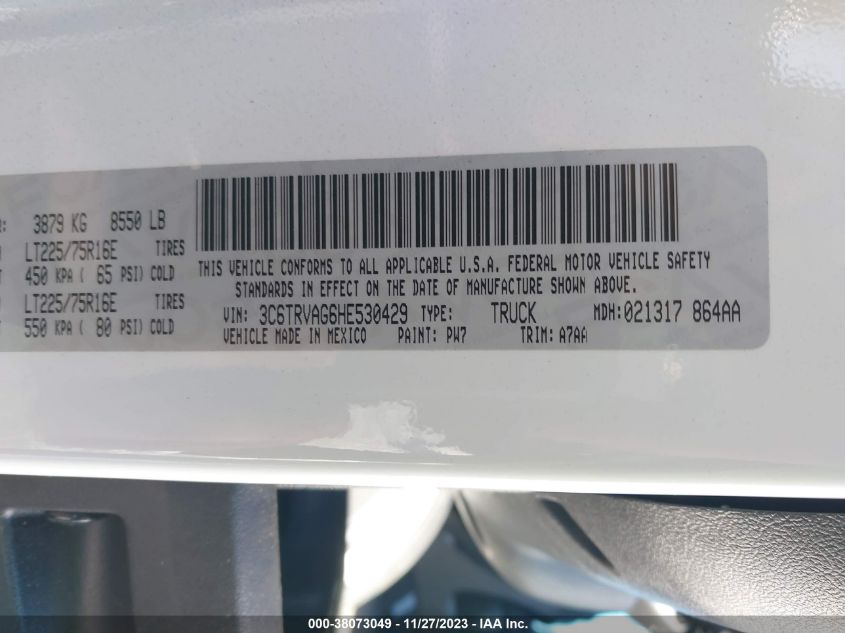 3879 KG 8550 LB
LT225/75R16E TIRES
450 KPA ( 65 PSI) COLD
LT225/75R16E TIRES
550 KPA ( 80 PSI) COLD
THIS VEHICLE CONFORMS TO ALL APPLICABLE U.S.A. FEDERAL MOTOR VEHICLE SAFETY
STANDARDS IN EFFECT ON THE DATE OF MANUFACTURE SHOWN ABOVE.
VIN: 3C6TRVAG6HE530429 TYPE: TRUCK MDH: 021317 864AA
VEHICLE MADE IN MEXICO PAINT: PW7 TRIM: A7AA
000-38073049 | 11/27/2023 | IAA Inc.